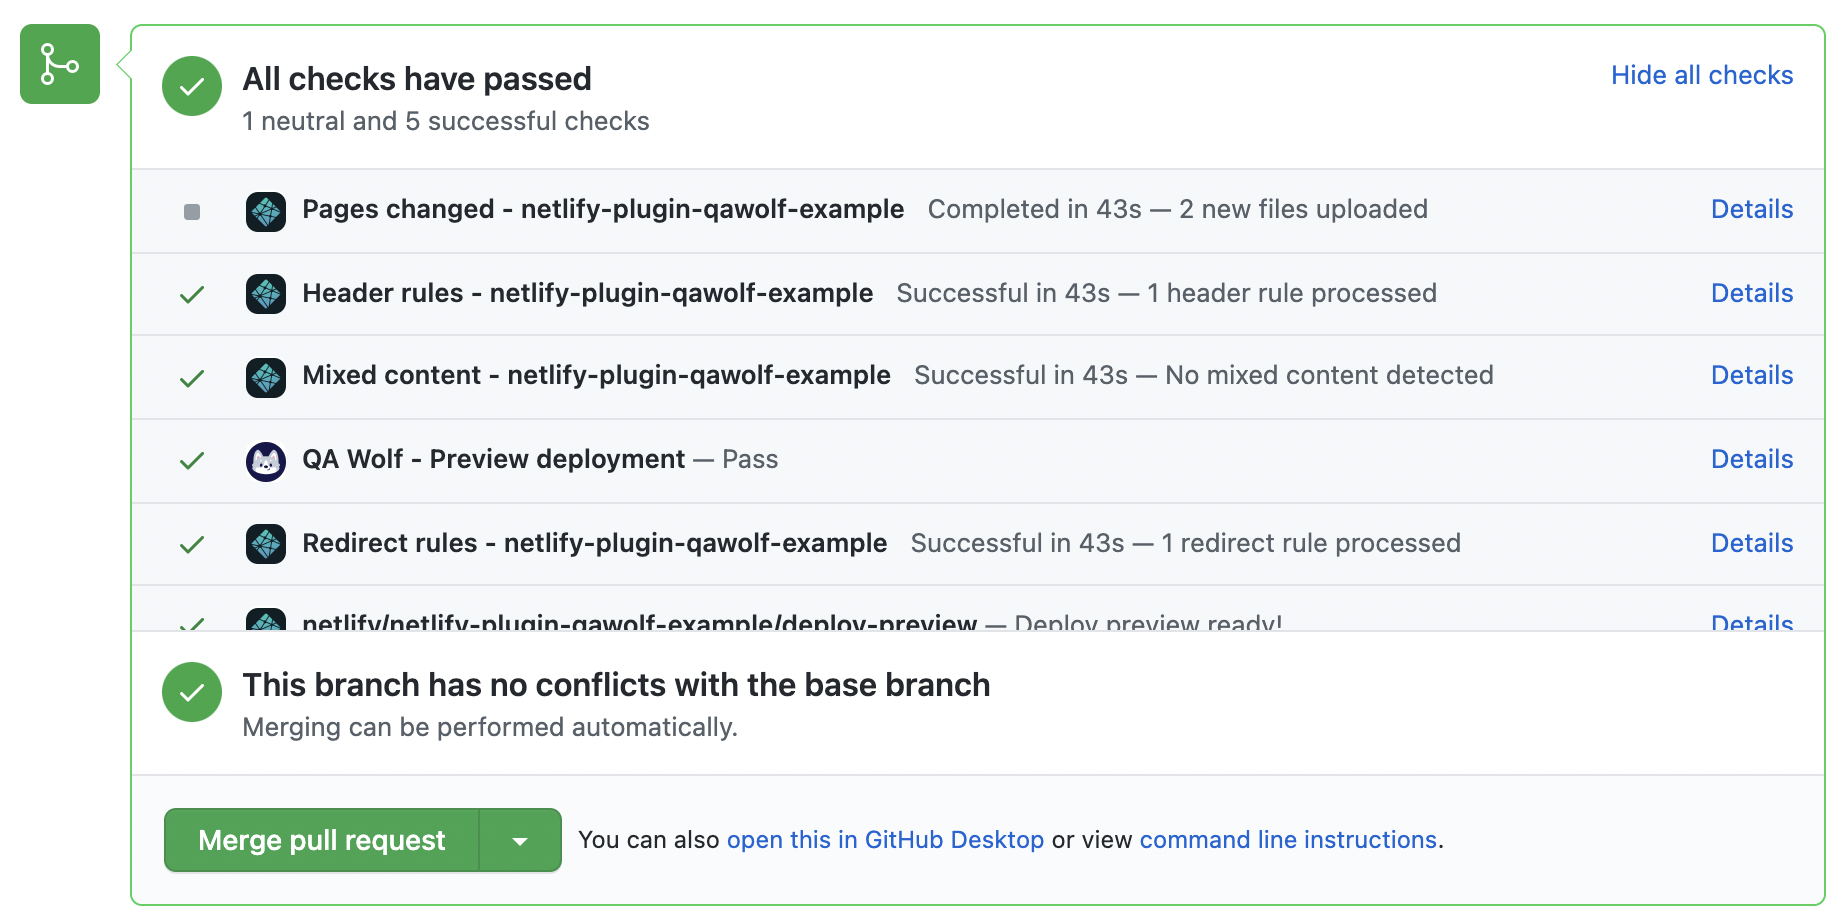 All checks have passed
Hide all checks
1 neutral and 5 successful checks
Pages changed - netlify-plugin-qawolf-example Completed in 43s — 2 new files uploaded Details
Header rules - netlify-plugin-qawolf-example Successful in 43s — 1 header rule processed Details
Mixed content - netlify-plugin-qawolf-example Successful in 43s — No mixed content detected Details
QA Wolf - Preview deployment — Pass Details
Redirect rules - netlify-plugin-qawolf-example Successful in 43s — 1 redirect rule processed Details
netlify/netlify-plugin-qawolf-example/deploy-preview — Deploy preview ready! Details
This branch has no conflicts with the base branch
Merging can be performed automatically.
Merge pull request You can also open this in GitHub Desktop or view command line instructions.